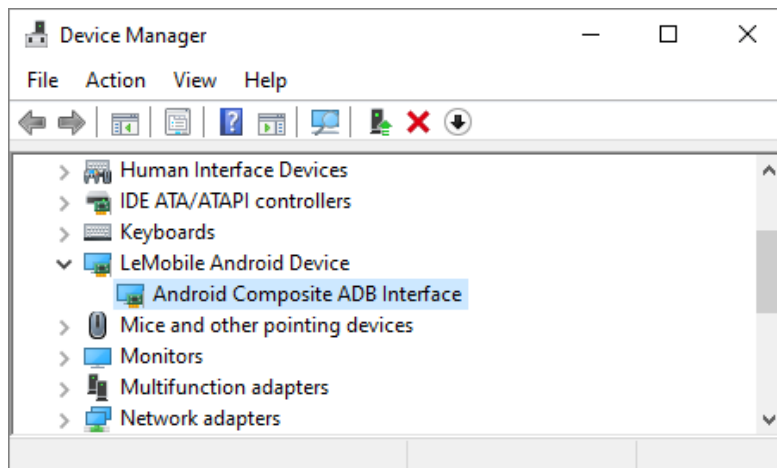 Device Manager
File Action View Help
Human Interface Devices
IDE ATA/ATAPI controllers
Keyboards
LeMobile Android Device
Android Composite ADB Interface
Mice and other pointing devices
Monitors
Multifunction adapters
Network adapters